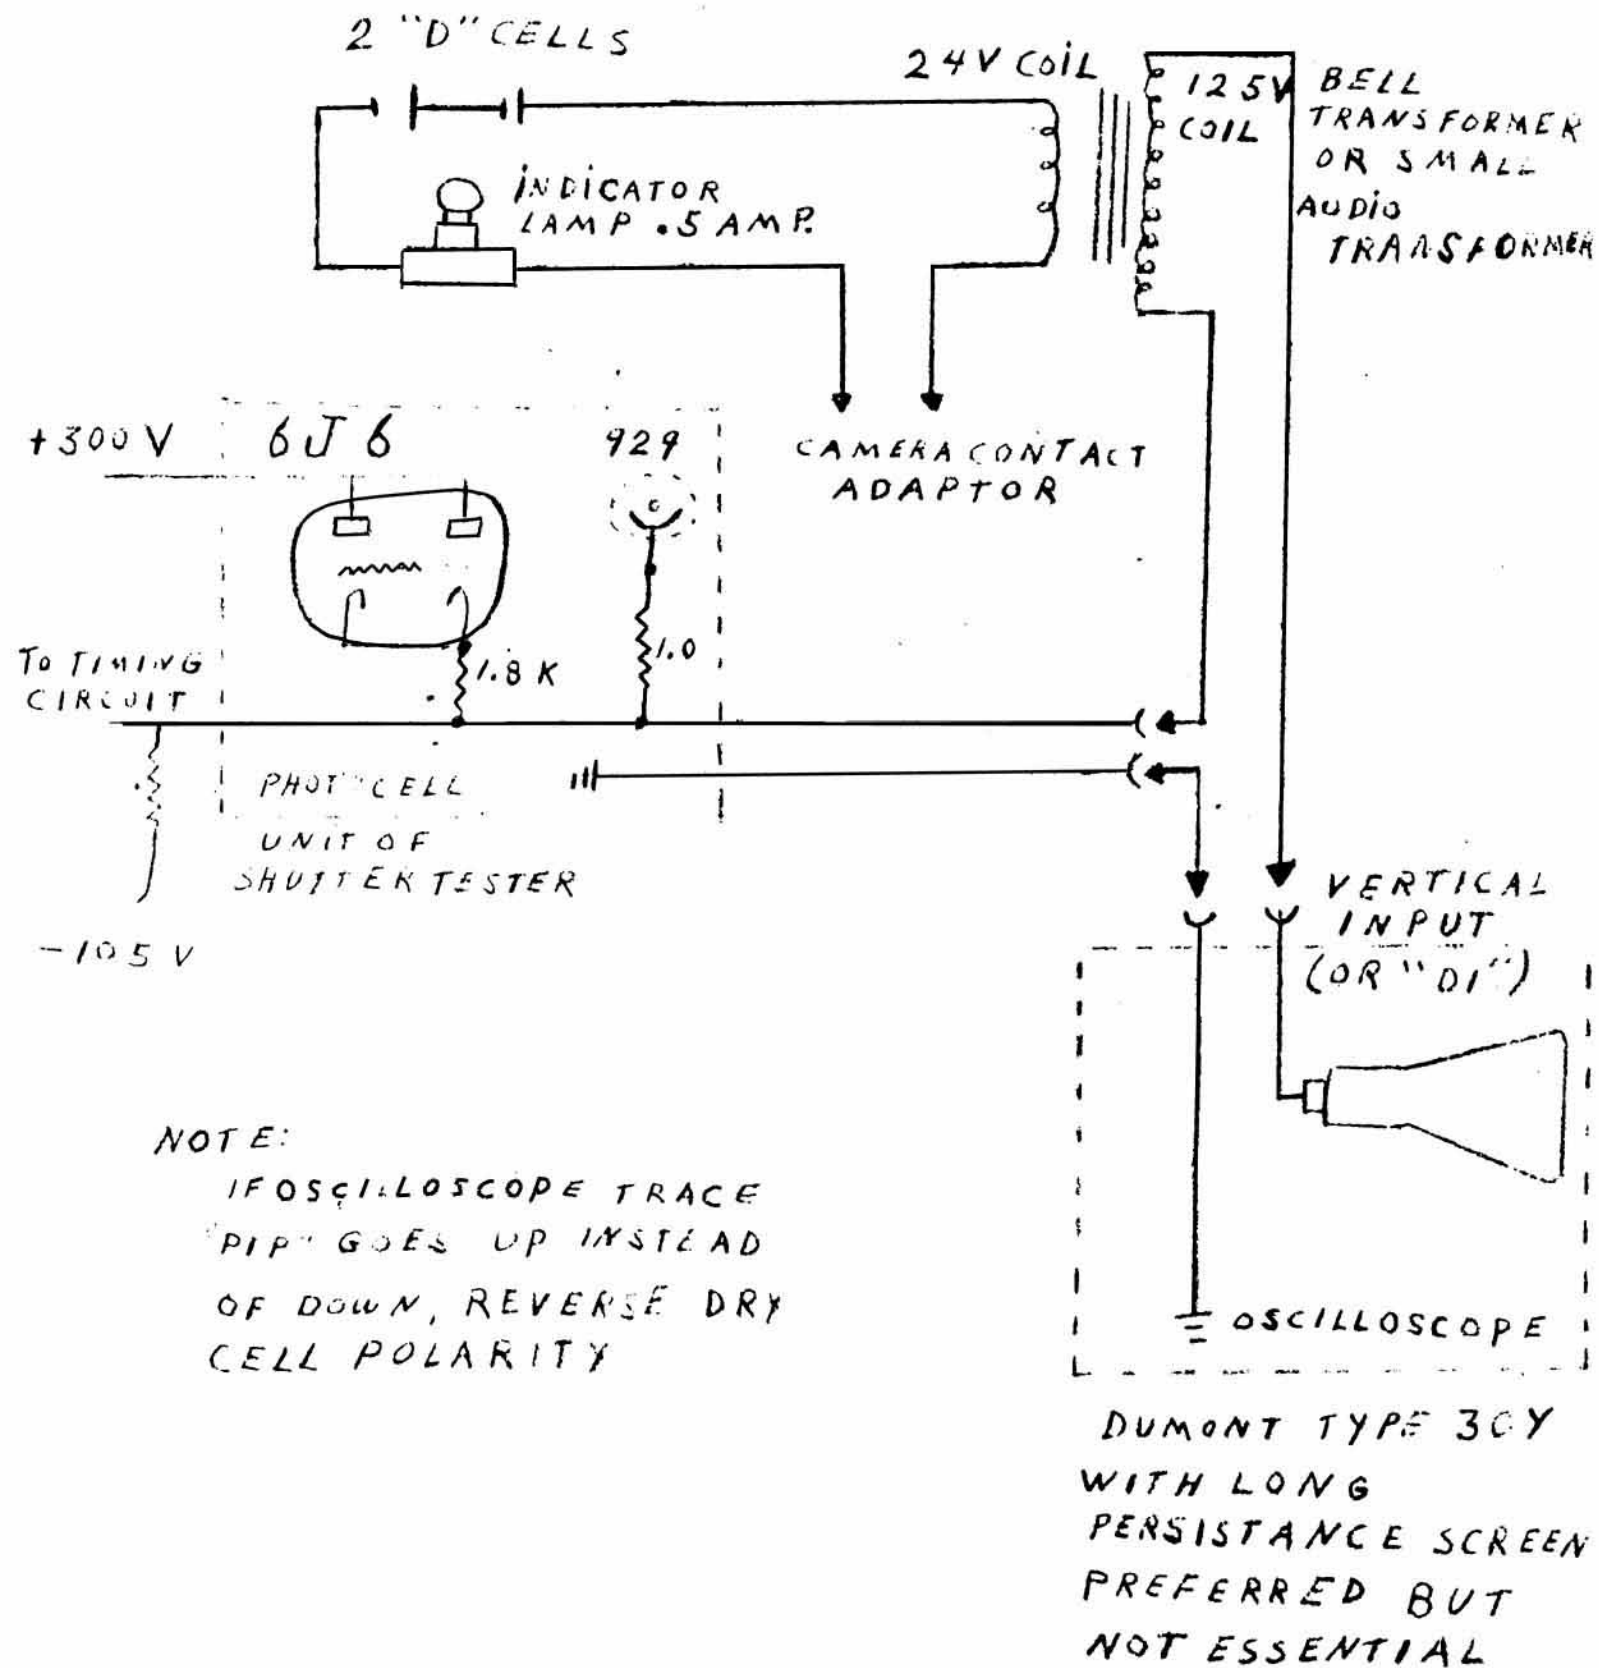 2 "D" CELLS
24V COIL
125V
COIL
BELL
TRANSFORMER
OR SMALL
AUDIO
TRANSFORMER
INDICATOR
LAMP .5 AMP.
+300V
6J6
929
CAMERA CONTACT
ADAPTOR
1.8 K
1.0
TO TIMING
CIRCUIT
PHOT CELL
UNIT OF
SHUTTER TESTER
-105 V
VERTICAL
INPUT
(OR "D1")
NOTE:
IF OSCILLOSCOPE TRACE
"PIP" GOES UP INSTEAD
OF DOWN, REVERSE DRY
CELL POLARITY
OSCILLOSCOPE
DUMONT TYPE
WITH LONG
PERSISTANCE SCREEN
PREFERRED BUT
NOT ESSENTIAL